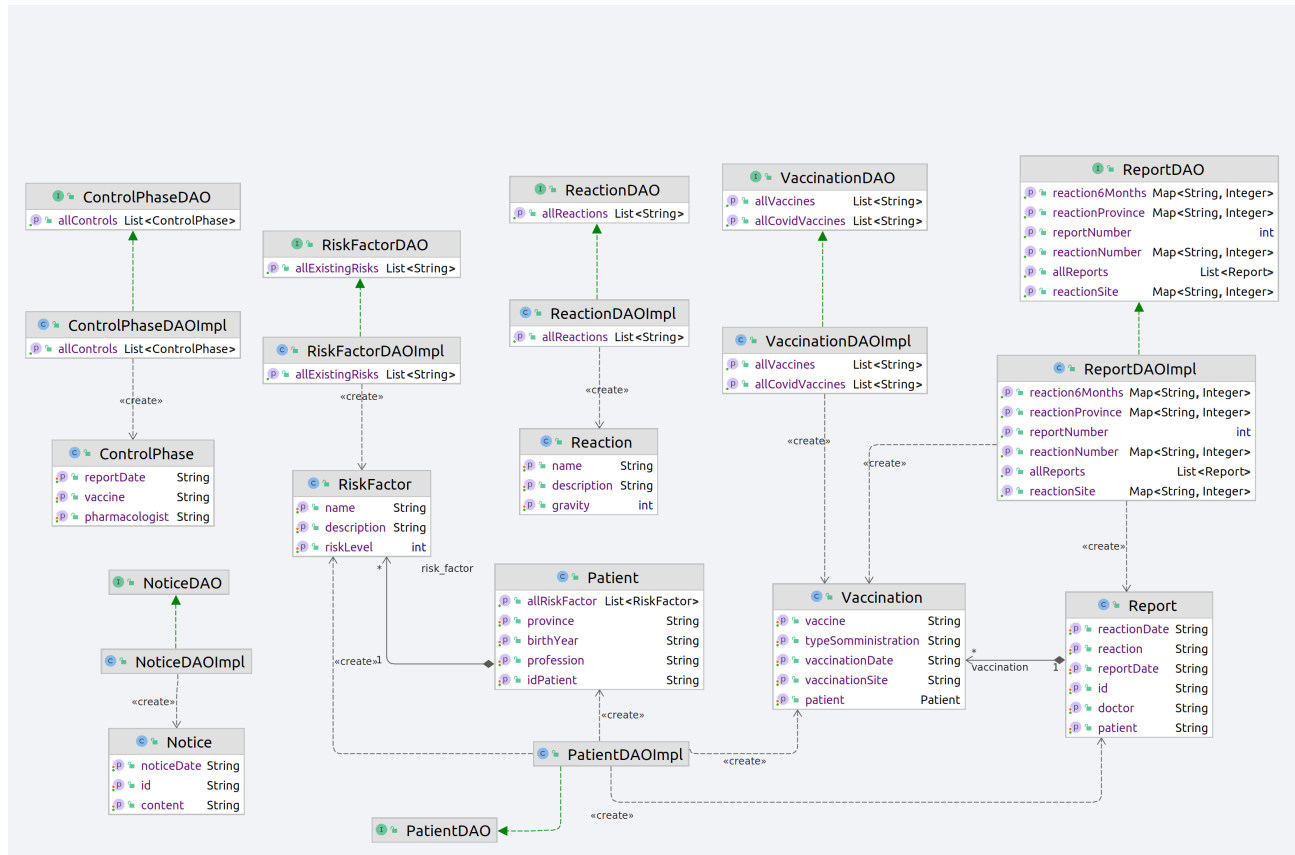 ControlPhaseDAO
allControls List<ControlPhase>
ControlPhaseDAOImpl
allControls List<ControlPhase>
«create»
ControlPhase
reportDate String
vaccine String
pharmacologist String
NoticeDAO
NoticeDAOImpl
«create»
Notice
noticeDate String
id String
content String
RiskFactorDAO
allExistingRisks List<String>
RiskFactorDAOImpl
allExistingRisks List<String>
«create»
RiskFactor
name String
description String
riskLevel int
*
risk_factor
1
«create»
ReactionDAO
allReactions List<String>
ReactionDAOImpl
allReactions List<String>
«create»
Reaction
name String
description String
gravity int
Patient
allRiskFactor List<RiskFactor>
province String
birthYear String
profession String
idPatient String
«create»
PatientDAOImpl
«create»
«create»
PatientDAO
VaccinationDAO
allVaccines List<String>
allCovidVaccines List<String>
VaccinationDAOImpl
allVaccines List<String>
allCovidVaccines List<String>
«create»
«create»
Vaccination
vaccine String
typeSomministration String
vaccinationDate String
vaccinationSite String
patient Patient
*
vaccination
1
ReportDAO
reaction6Months Map<String, Integer>
reactionProvince Map<String, Integer>
reportNumber int
reactionNumber Map<String, Integer>
allReports List<Report>
reactionSite Map<String, Integer>
ReportDAOImpl
reaction6Months Map<String, Integer>
reactionProvince Map<String, Integer>
reportNumber int
reactionNumber Map<String, Integer>
allReports List<Report>
reactionSite Map<String, Integer>
«create»
Report
reactionDate String
reaction String
reportDate String
id String
doctor String
patient String